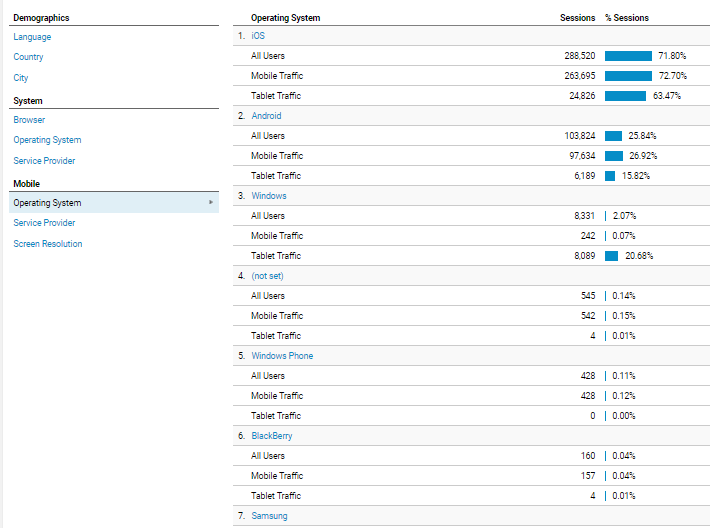 Demographics
Language
Country
City
System
Browser
Operating System
Service Provider
Mobile
Operating System
Service Provider
Screen Resolution
Operating System Sessions % Sessions
1. iOS
All Users 288,520 71.80%
Mobile Traffic 263,695 72.70%
Tablet Traffic 24,826 63.47%
2. Android
All Users 103,824 25.84%
Mobile Traffic 97,634 26.92%
Tablet Traffic 6,189 15.82%
3. Windows
All Users 8,331 2.07%
Mobile Traffic 242 0.07%
Tablet Traffic 8,089 20.68%
4. (not set)
All Users 545 0.14%
Mobile Traffic 542 0.15%
Tablet Traffic 4 0.01%
5. Windows Phone
All Users 428 0.11%
Mobile Traffic 428 0.12%
Tablet Traffic 0 0.00%
6. BlackBerry
All Users 160 0.04%
Mobile Traffic 157 0.04%
Tablet Traffic 4 0.01%
7. Samsung